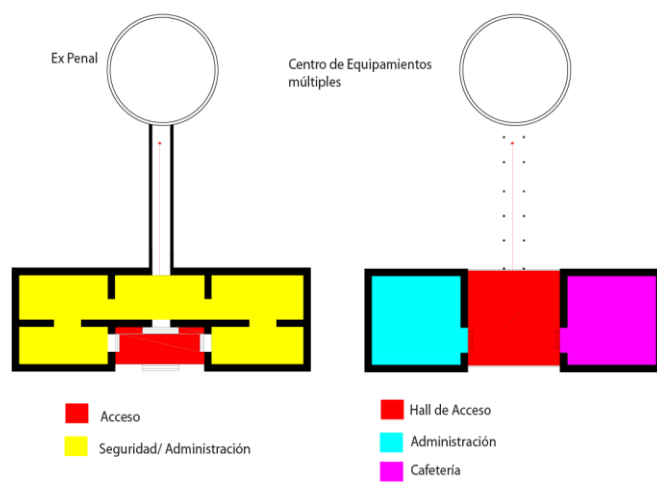 Ex Penal
Centro de Equipamientos
múltiples
Acceso
Seguridad/ Administración
Hall de Acceso
Administración
Cafetería